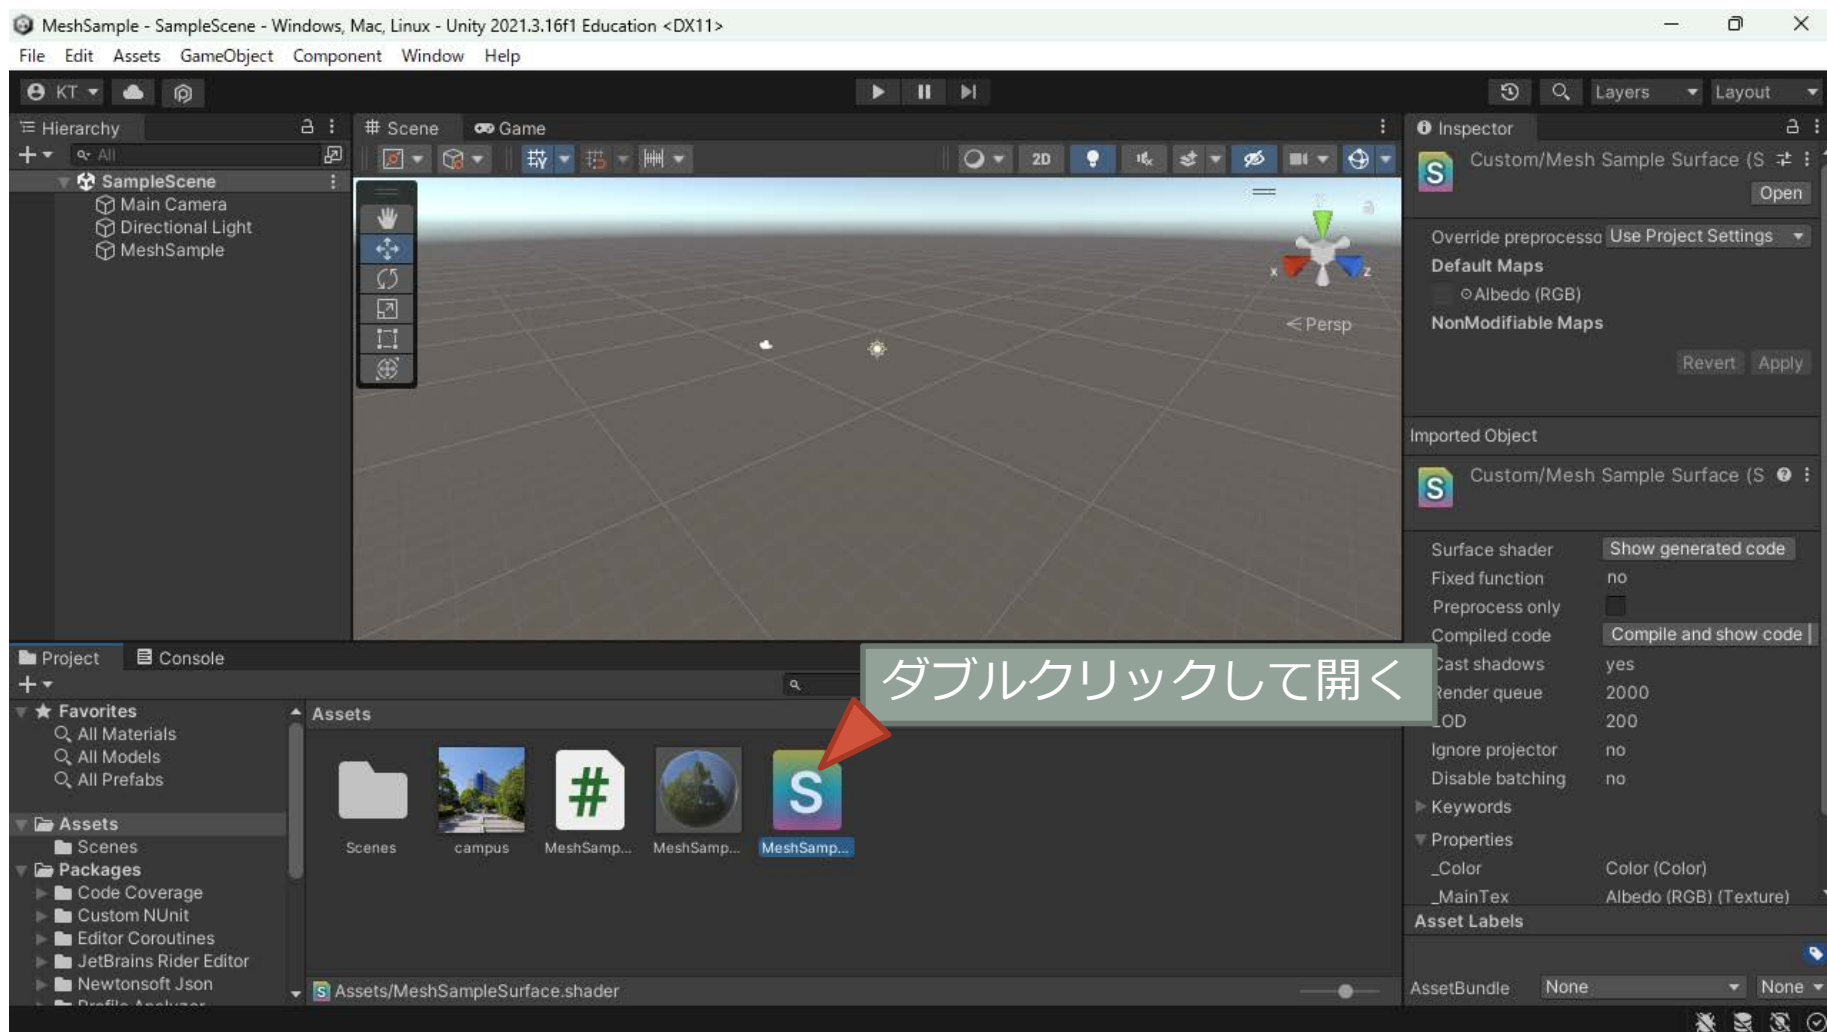 MeshSample - SampleScene - Windows, Mac, Linux - Unity 2021.3.16f1 Education <DX11>
File Edit Assets GameObject Component Window Help
KT
Layers
Layout
Hierarchy
Scene
Game
Inspector
All
2D
Custom/Mesh Sample Surface (S
Open
SampleScene
Main Camera
Directional Light
MeshSample
x
z
Persp
Override preprocesso
Use Project Settings
Default Maps
Albedo (RGB)
NonModifiable Maps
Revert
Apply
Imported Object
Custom/Mesh Sample Surface (S
Surface shader
Show generated code
Fixed function
no
Preprocess only
Compiled code
Compile and show code
Cast shadows
yes
Render queue
2000
LOD
200
Ignore projector
no
Disable batching
no
Keywords
Properties
_Color
Color (Color)
_MainTex
Albedo (RGB) (Texture)
Asset Labels
AssetBundle
None
None
Project
Console
ダブルクリックして開く
Favorites
All Materials
All Models
All Prefabs
Assets
Scenes
Packages
Code Coverage
Custom NUnit
Editor Coroutines
JetBrains Rider Editor
Newtonsoft Json
Assets
Scenes
campus
MeshSamp...
MeshSamp...
MeshSamp...
Assets/MeshSampleSurface.shader